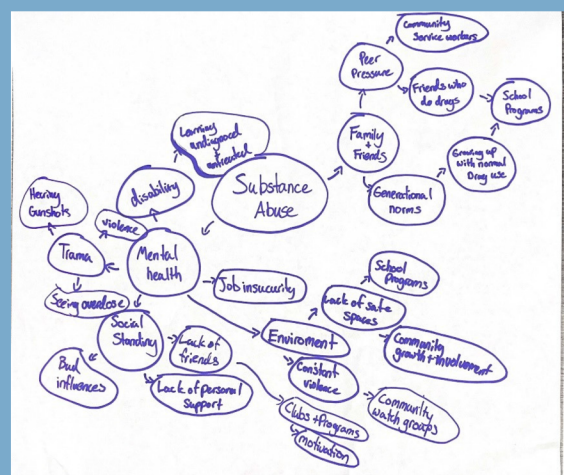 Community
Service workers
Peer
Pressure
Friends who
do drugs
School
Programs
Family
+
Friends
Growing up
with normal
Drug use
Generational
norms
Substance
Abuse
Learning
undiagnosed
+
untreated
disability
violence
Hearing
Gunshots
Trama
Seeing overdose
Mental
health
Job insucurity
Social
Standing
Bad
influences
Lack of
friends
Lack of personal
Support
Enviroment
Lack of safe
spaces
School
Programs
Community
growth + Involvement
Constant
violence
Community
watch groups
Clubs + Programs
motivation